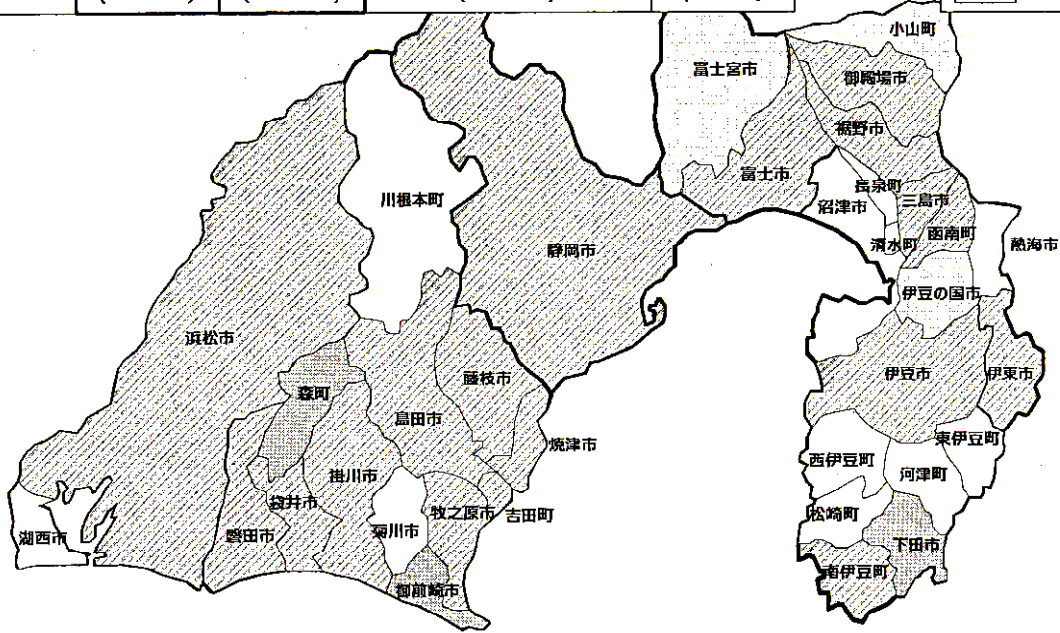 小山町
富士宮市
御殿場市
裾野市
富士市
長泉町
三島市
川根本町
沼津市
清水町
函南町
熱海市
静岡市
伊豆の国市
浜松市
藤枝市
伊豆市
伊東市
森町
島田市
焼津市
東伊豆町
西伊豆町
河津町
掛川市
袋井市
牧之原市
吉田町
松崎町
湖西市
磐田市
菊川市
下田市
御前崎市
南伊豆町